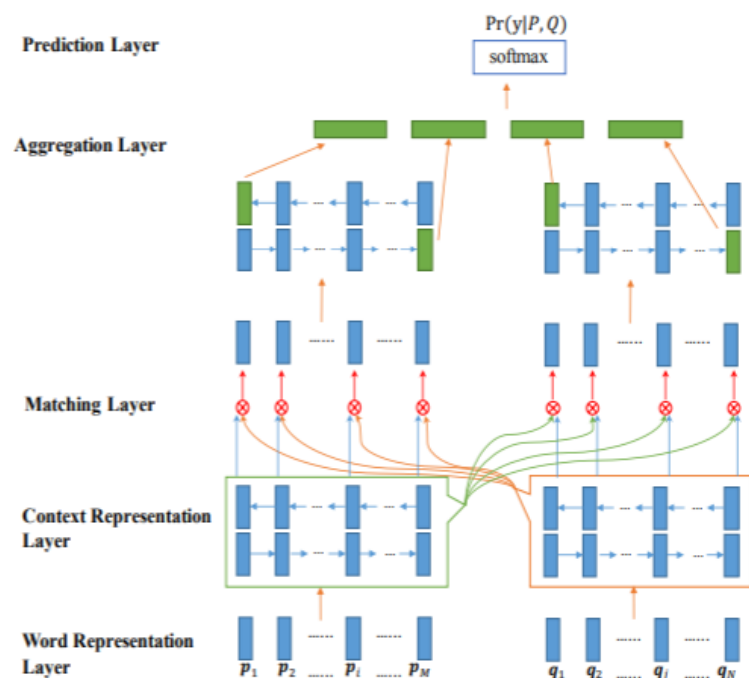 Pr(y|P, Q)
Prediction Layer
softmax
Aggregation Layer
... ... ... ...
... ... ... ...
...... ...... ...... ......
Matching Layer
... ... ... ...
Context Representation
Layer
... ... ... ...
Word Representation
Layer
...... ...... ...... ......
p1 p2 ...... pi ...... pM q1 q2 ...... qj ...... qN